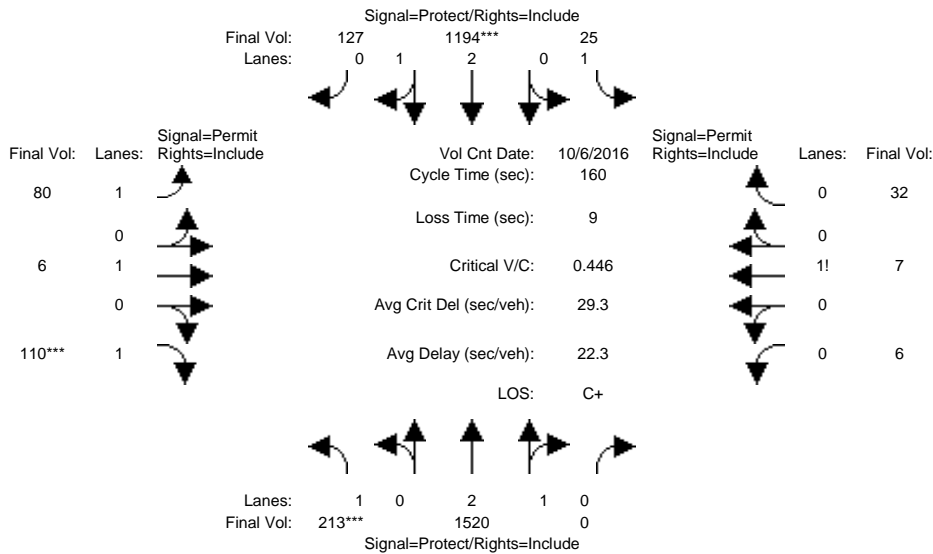 Signal=Protect/Rights=Include
Final Vol: 127 1194*** 25
Lanes: 0 1 2 0 1
Signal=Permit Signal=Permit
Final Vol: Lanes: Rights=Include Vol Cnt Date: 10/6/2016 Rights=Include Lanes: Final Vol:
Cycle Time (sec): 160
80 1 0 32
Loss Time (sec): 9
0 0
6 1 Critical V/C: 0.446 1! 7
0 Avg Crit Del (sec/veh): 29.3 0
110*** 1 Avg Delay (sec/veh): 22.3 0 6
LOS: C+
Lanes: 1 0 2 1 0
Final Vol: 213*** 1520 0
Signal=Protect/Rights=Include